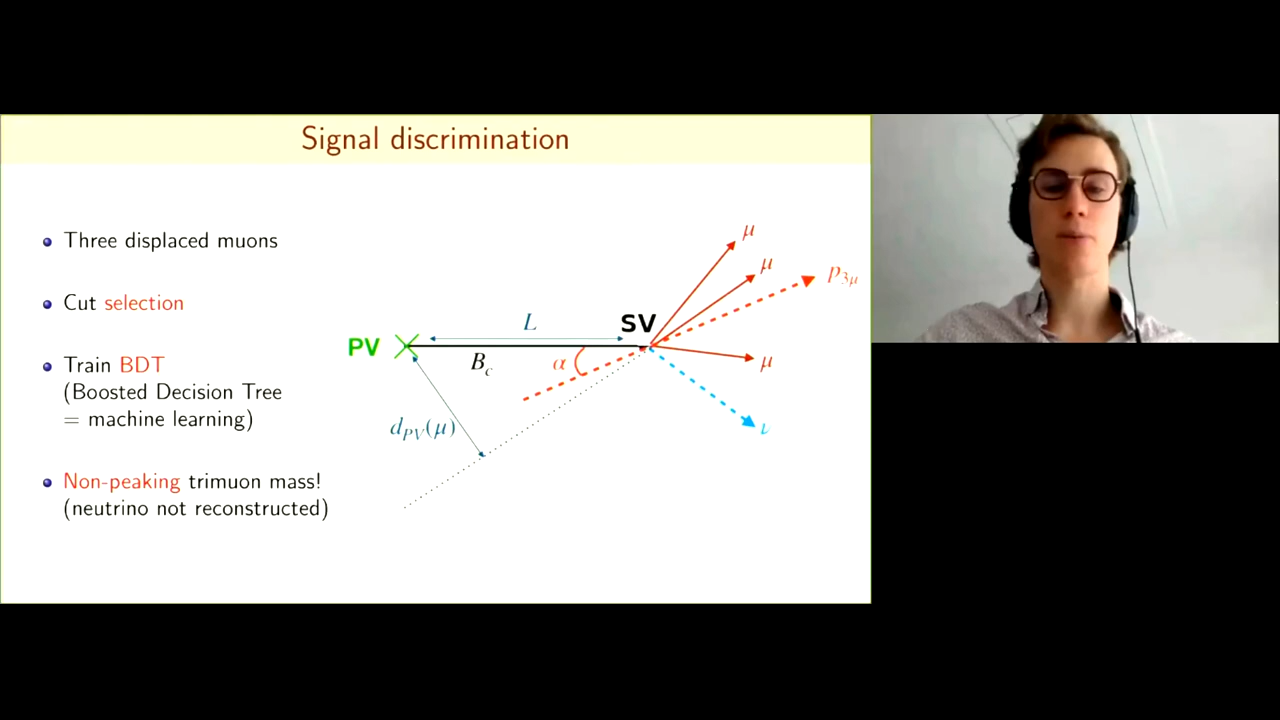 Signal discrimination
Three displaced muons
Cut selection
Train BDT
(Boosted Decision Tree
= machine learning)
Non-peaking trimuon mass!
(neutrino not reconstructed)
μ
μ
p3μ
L
SV
PV
Bc
α
μ
dPV(μ)
ν